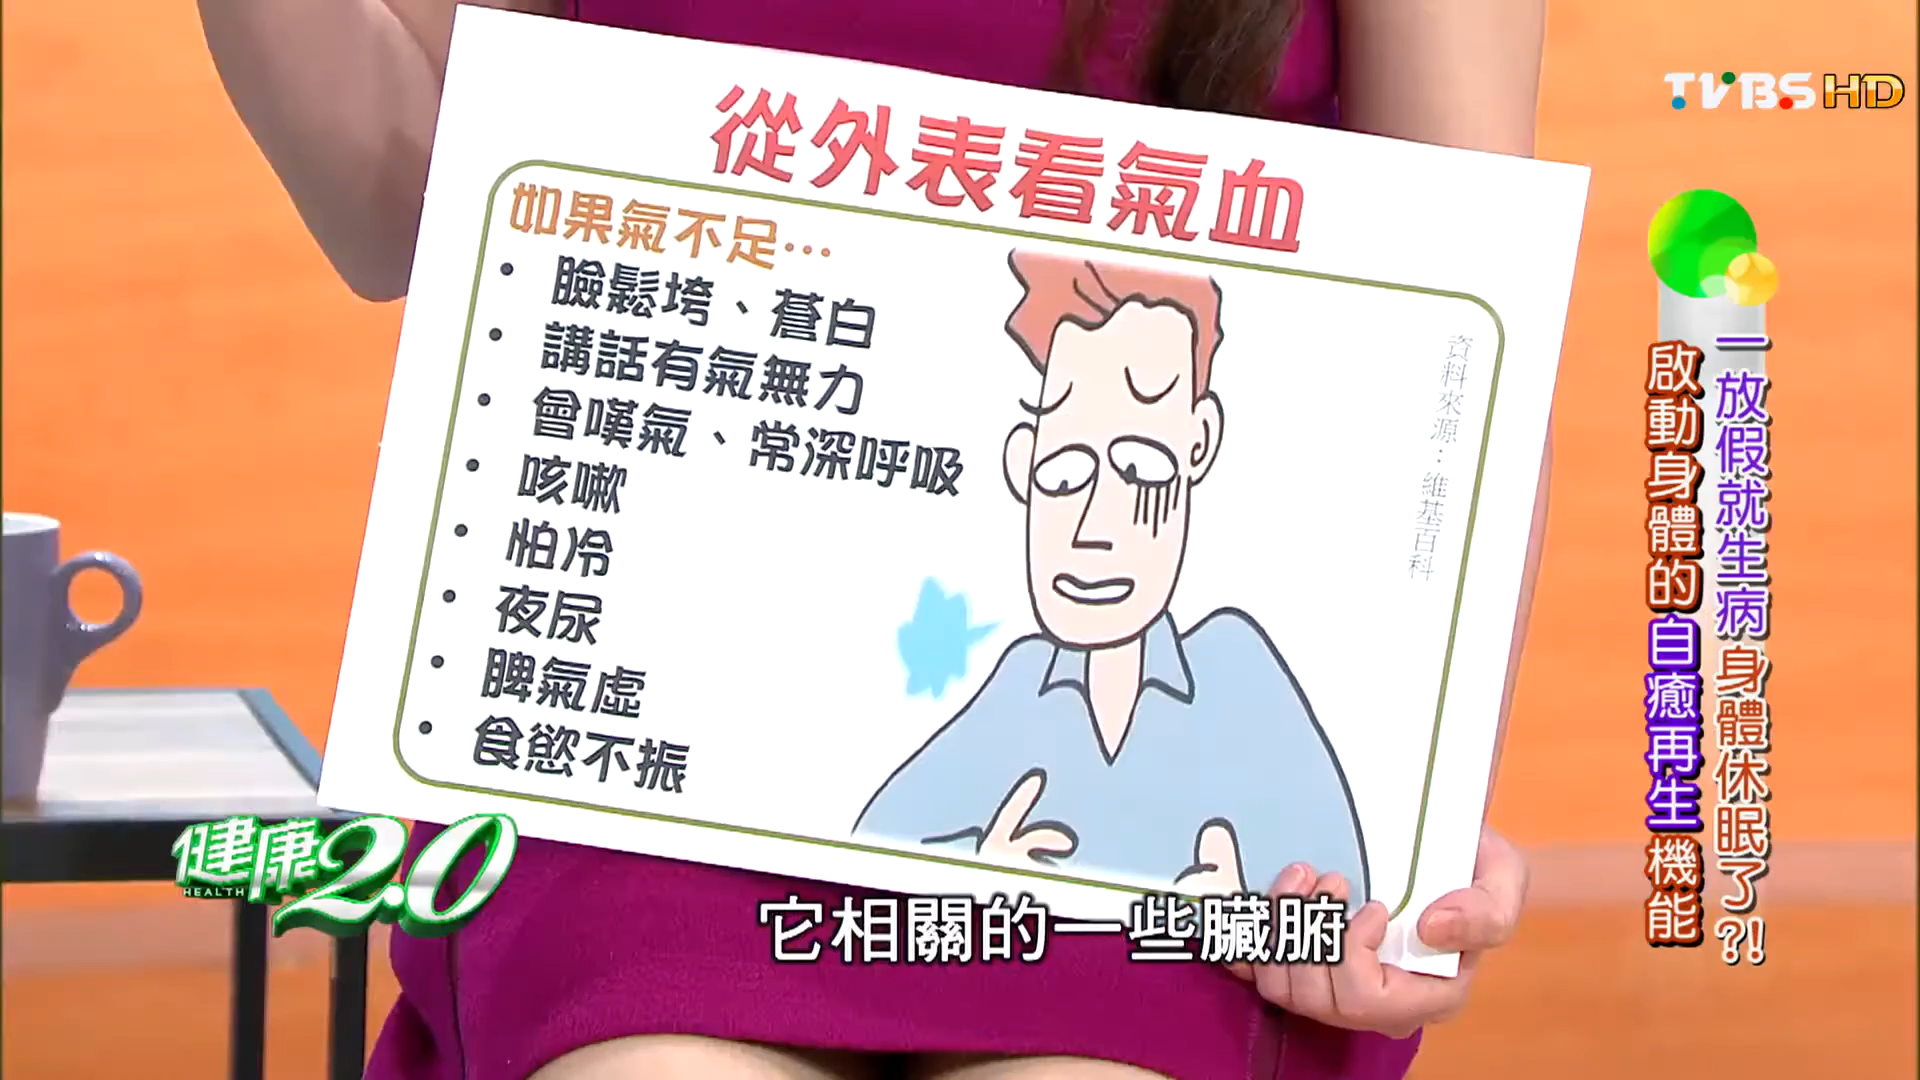 TVBS HD
從外表看氣血
如果氣不足…
• 臉鬆垮、蒼白
• 講話有氣無力
• 會嘆氣、常深呼吸
• 咳嗽
• 怕冷
• 夜尿
• 脾氣虛
• 食慾不振
資料來源：維基百科
一放假就生病 身體休眠了?!
啟動身體的自癒再生機能
健康2.0
HEALTH
它相關的一些臟腑